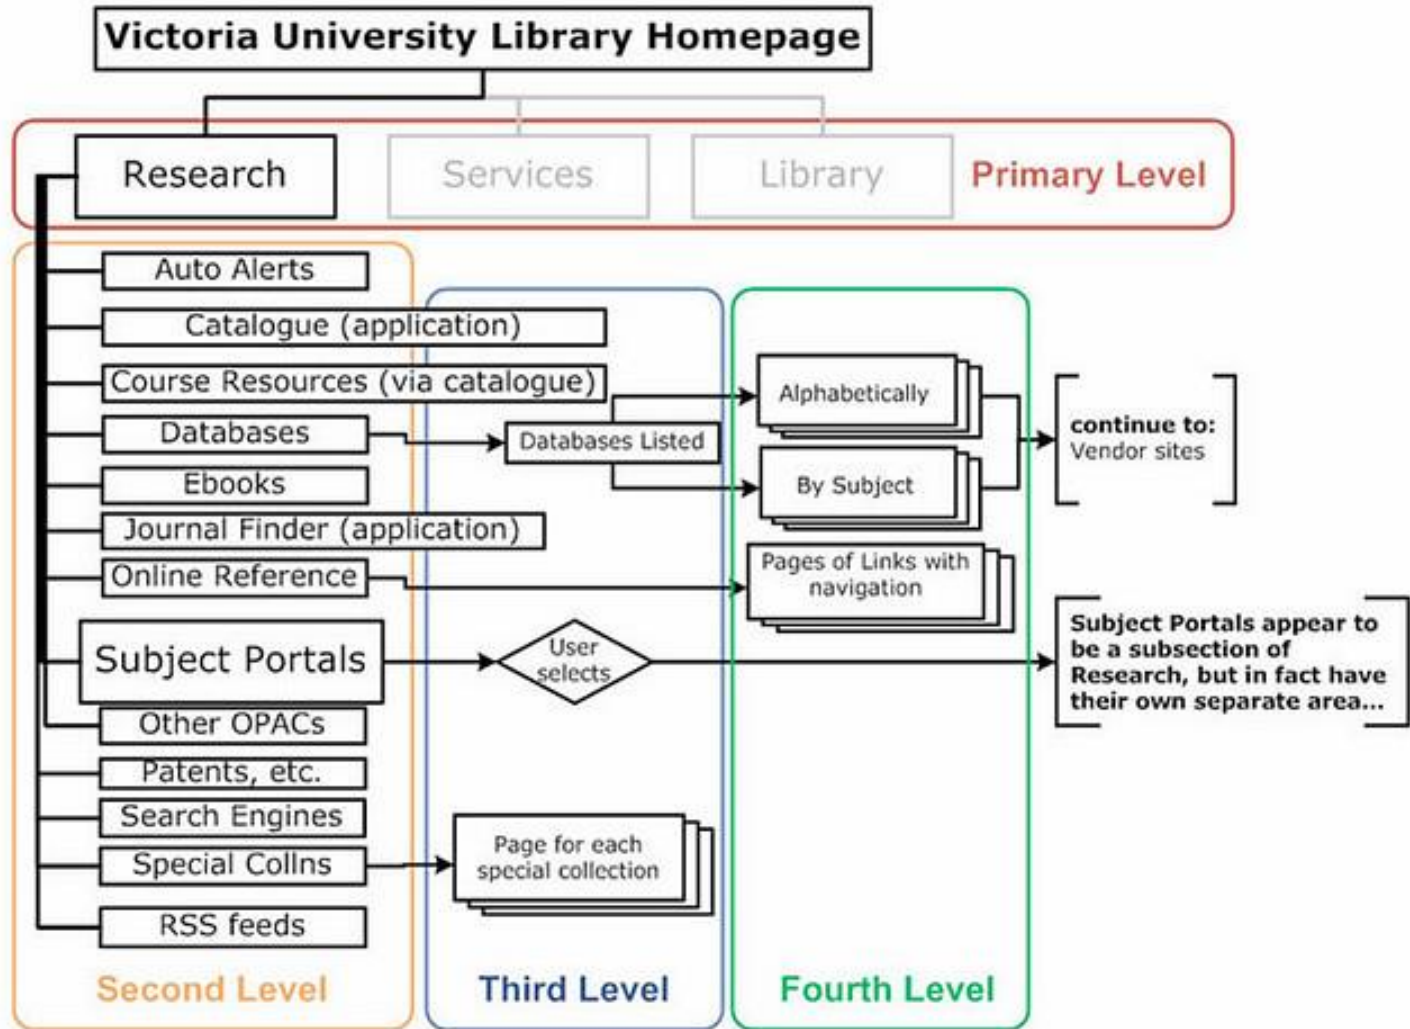 Victoria University Library Homepage
Research
Services
Library
Primary Level
Auto Alerts
Catalogue (application)
Course Resources (via catalogue)
Databases
Ebooks
Journal Finder (application)
Online Reference
Subject Portals
Other OPACs
Patents, etc.
Search Engines
Special Collns
RSS feeds
Second Level
Databases Listed
User
selects
Page for each
special collection
Third Level
Alphabetically
By Subject
Pages of Links with
navigation
Fourth Level
continue to:
Vendor sites
Subject Portals appear to
be a subsection of
Research, but in fact have
their own separate area...